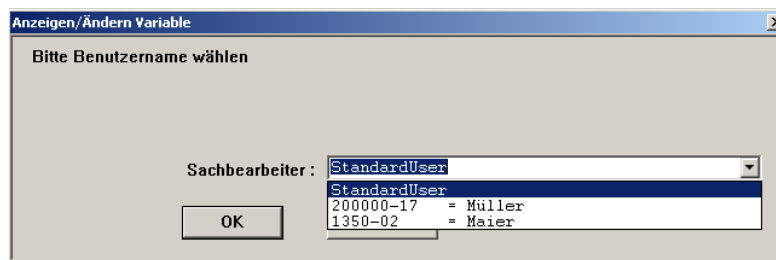 Anzeigen/Ändern Variable
Bitte Benutzername wählen
Sachbearbeiter : StandardUser
StandardUser
200000-17 = Müller
1350-02 = Maier
OK